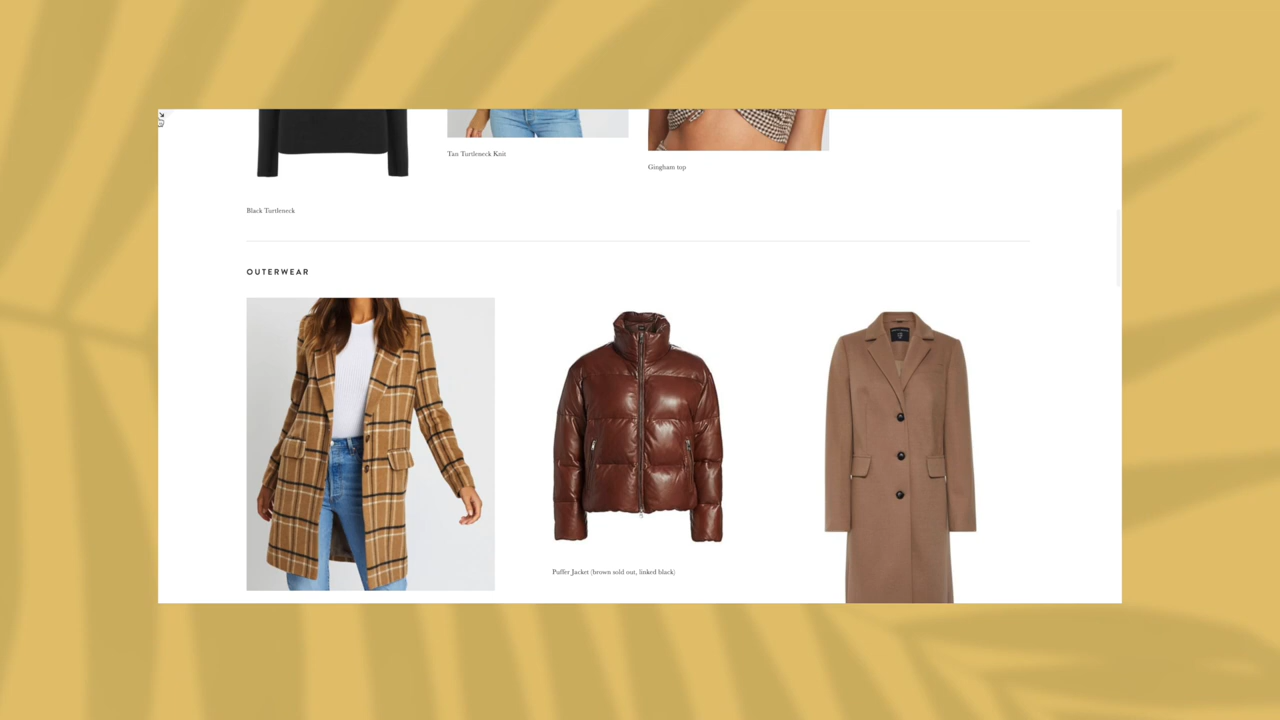 Tan Turtleneck Knit
Gingham top
Black Turtleneck
OUTERWEAR
Puffer Jacket (brown sold out, linked black)